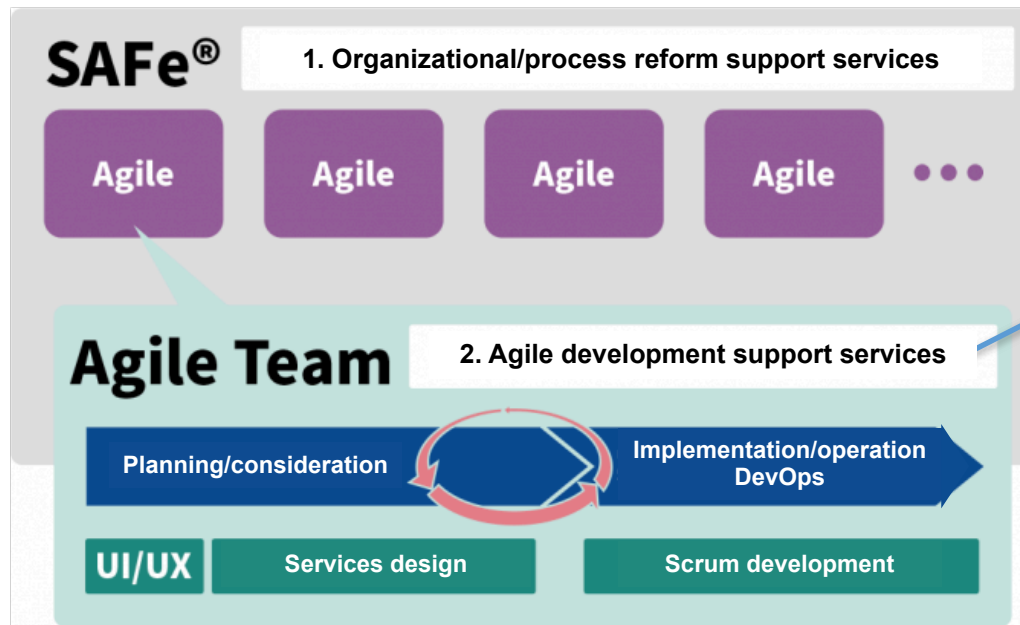 SAFe®
1. Organizational/process reform support services
Agile
Agile
Agile
Agile
Agile Team
2. Agile development support services
Planning/consideration
Implementation/operation
DevOps
UI/UX
Services design
Scrum development